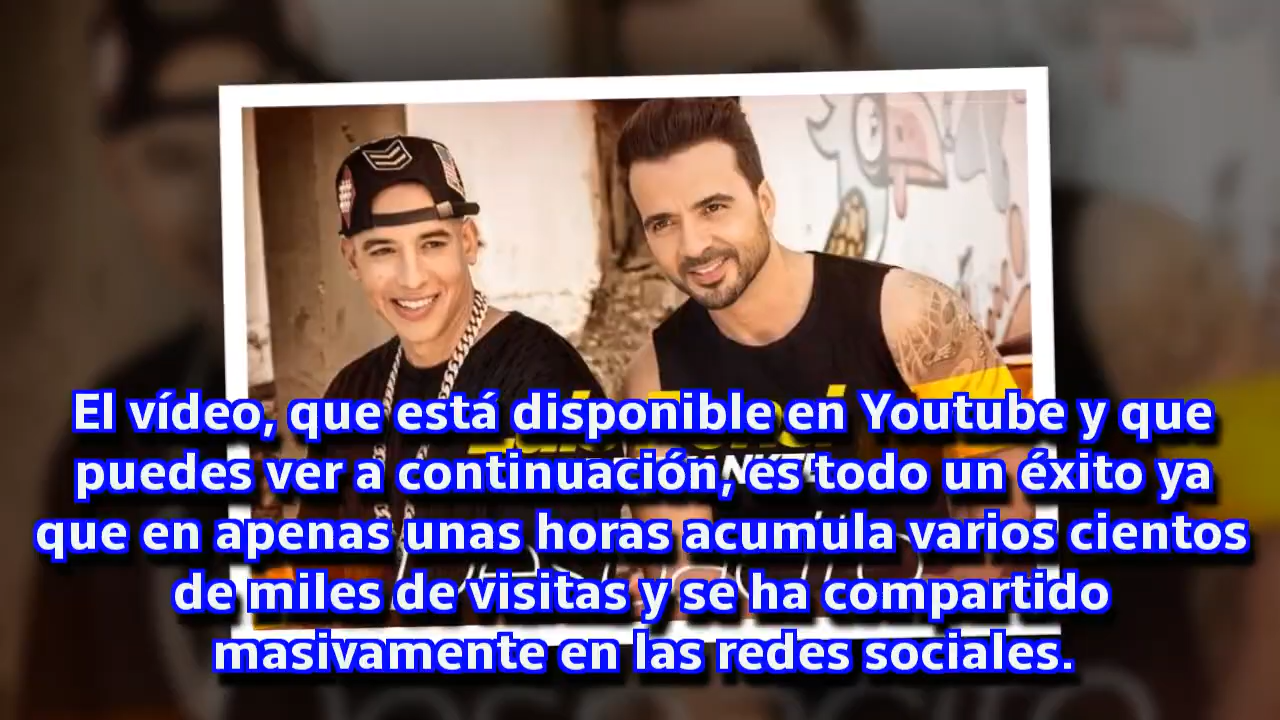 El vídeo, que está disponible en Youtube y que
puedes ver a continuación, es todo un éxito ya
que en apenas unas horas acumula varios cientos
de miles de visitas y se ha compartido
masivamente en las redes sociales.